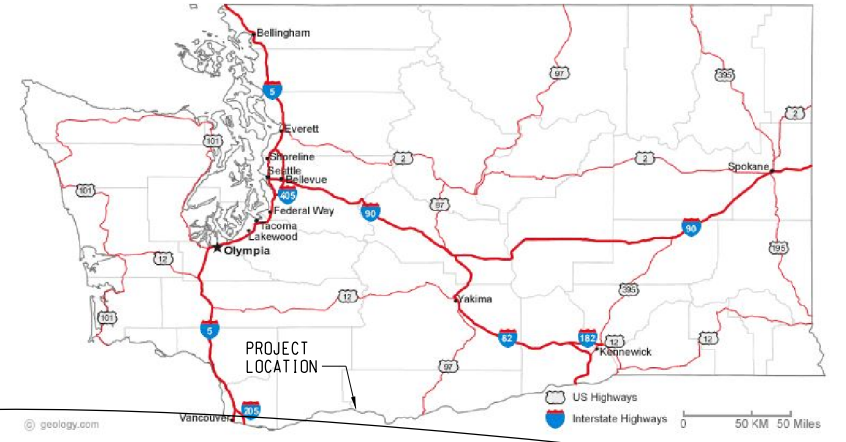 Bellingham
97
395
5
2
Everett
101
Shoreline
2
2
Seattle
Spokane
Bellevue
101
405
97
Federal Way
90
Tacoma
90
Lakewood
Olympia
195
12
395
12
Yakima
101
5
82
182
12
12
PROJECT
LOCATION
Kennewick
97
US Highways
205
Vancouver
Interstate Highways
0 50 KM 50 Miles
© geology.com